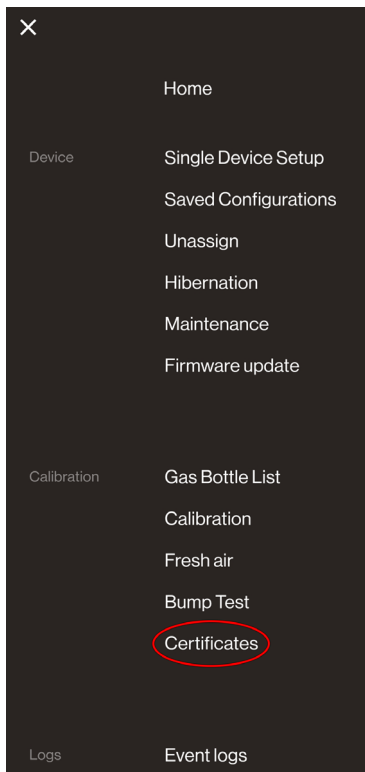 Home
Device Single Device Setup
Saved Configurations
Unassign
Hibernation
Maintenance
Firmware update
Calibration Gas Bottle List
Calibration
Fresh air
Bump Test
Certificates
Logs Event logs